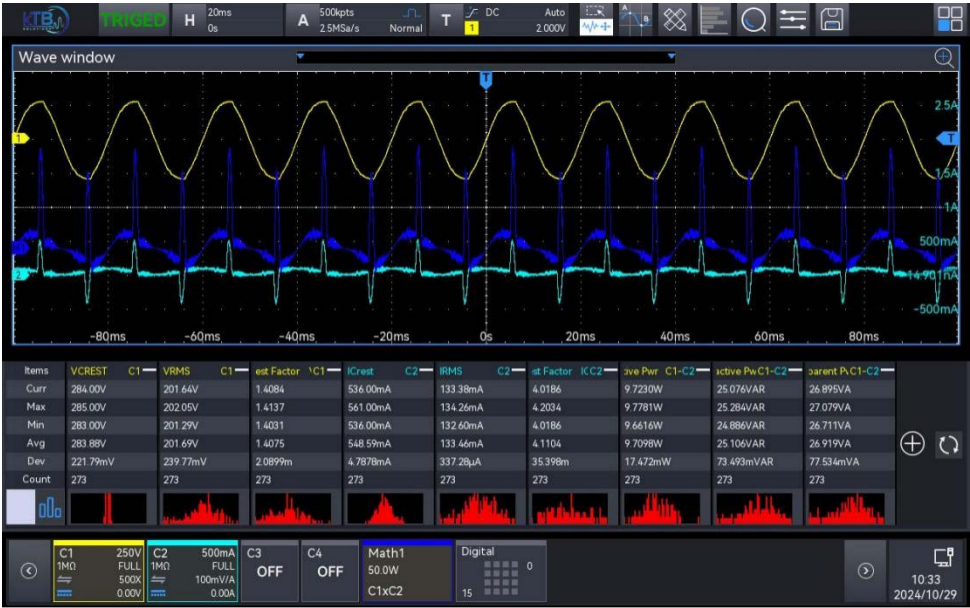 KTB
TRIGED
H 20ms 0s
A 500kpts 2.5MSa/s Normal
T DC 1 Auto 2.000V
Wave window
T
2.5A
1
T
1.5A
1A
500mA
2
-500mA
-80ms -60ms -40ms -20ms 0s 20ms 40ms 60ms 80ms
Items VCREST C1 VRMS C1 est Factor C1 ICrest C2 IRMS C2 st Factor IC C2 ive Pwr C1-C2 active Pw C1-C2 parent P C1-C2
Curr 284.00V 201.64V 1.4084 536.00mA 133.38mA 4.0186 9.7230W 25.076VAR 26.895VA
Max 285.00V 202.05V 1.4137 561.00mA 134.26mA 4.2034 9.7781W 25.284VAR 27.079VA
Min 283.00V 201.29V 1.4031 536.00mA 132.60mA 4.0186 9.6616W 24.886VAR 26.711VA
Avg 283.88V 201.69V 1.4075 548.59mA 133.46mA 4.1104 9.7098W 25.106VAR 26.919VA
Dev 221.79mV 239.77mV 2.0899m 4.7878mA 337.28µA 35.398m 17.472mW 73.493mVAR 77.534mVA
Count 273 273 273 273 273 273 273 273 273
C1 250V
1MΩ FULL
500X
0.00V
C2 500mA
1MΩ FULL
100mV/A
0.00A
C3
OFF
C4
OFF
Math1
50.0W
C1xC2
Digital
0
15
10:33
2024/10/29